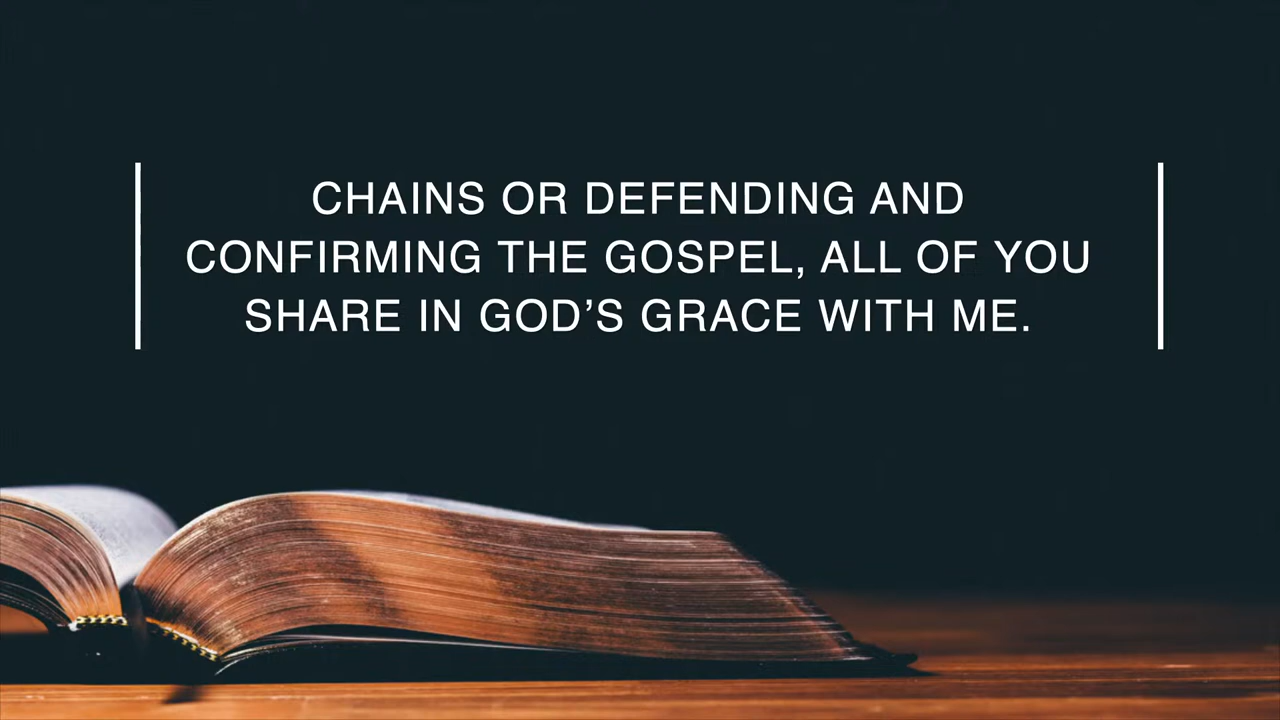 CHAINS OR DEFENDING AND
CONFIRMING THE GOSPEL, ALL OF YOU
SHARE IN GOD’S GRACE WITH ME.